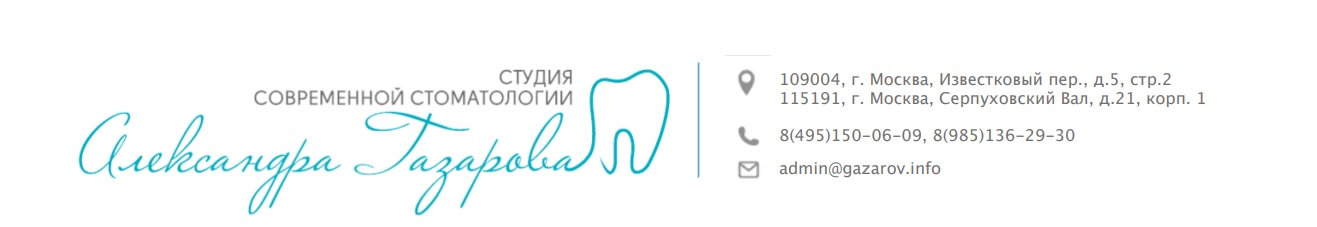 СТУДИЯ
СОВРЕМЕННОЙ СТОМАТОЛОГИИ
Александра Газарова
109004, г. Москва, Известковый пер., д.5, стр.2
115191, г. Москва, Серпуховский Вал, д.21, корп. 1
8(495)150-06-09, 8(985)136-29-30
admin@gazarov.info